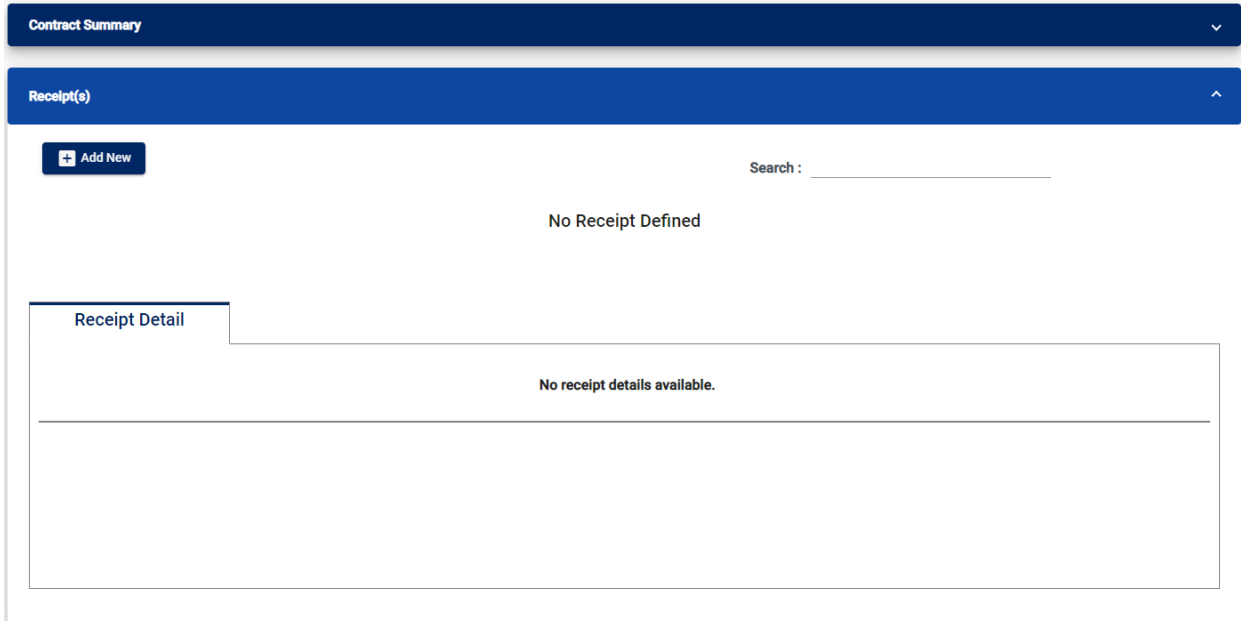 Contract Summary
Receipt(s)
Add New
Search :
No Receipt Defined
Receipt Detail
No receipt details available.